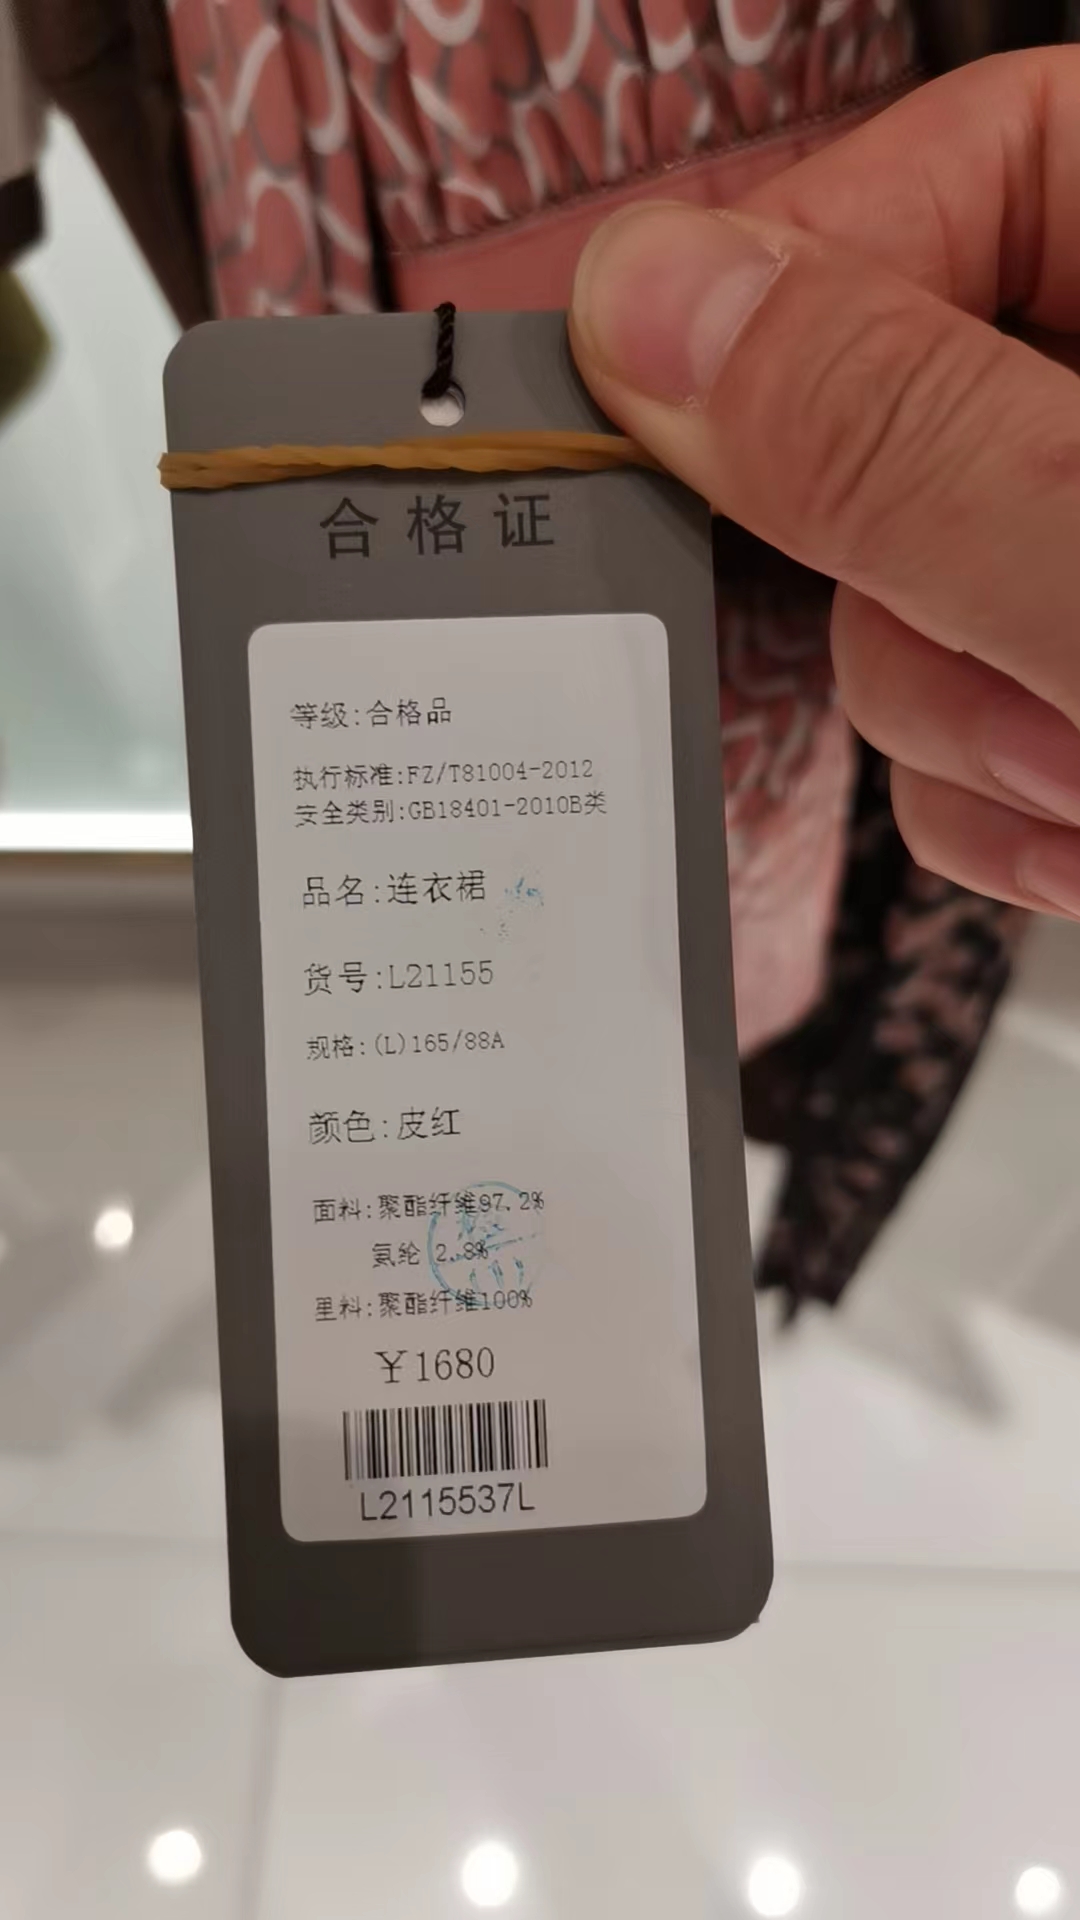 合格证
等级:合格品
执行标准:FZ/T81004-2012
安全类别:GB18401-2010B类
品名:连衣裙
货号:L21155
规格:(L)165/88A
颜色:皮红
面料:聚酯纤维97.2%
氨纶 2.8%
里料:聚酯纤维100%
¥1680
L2115537L